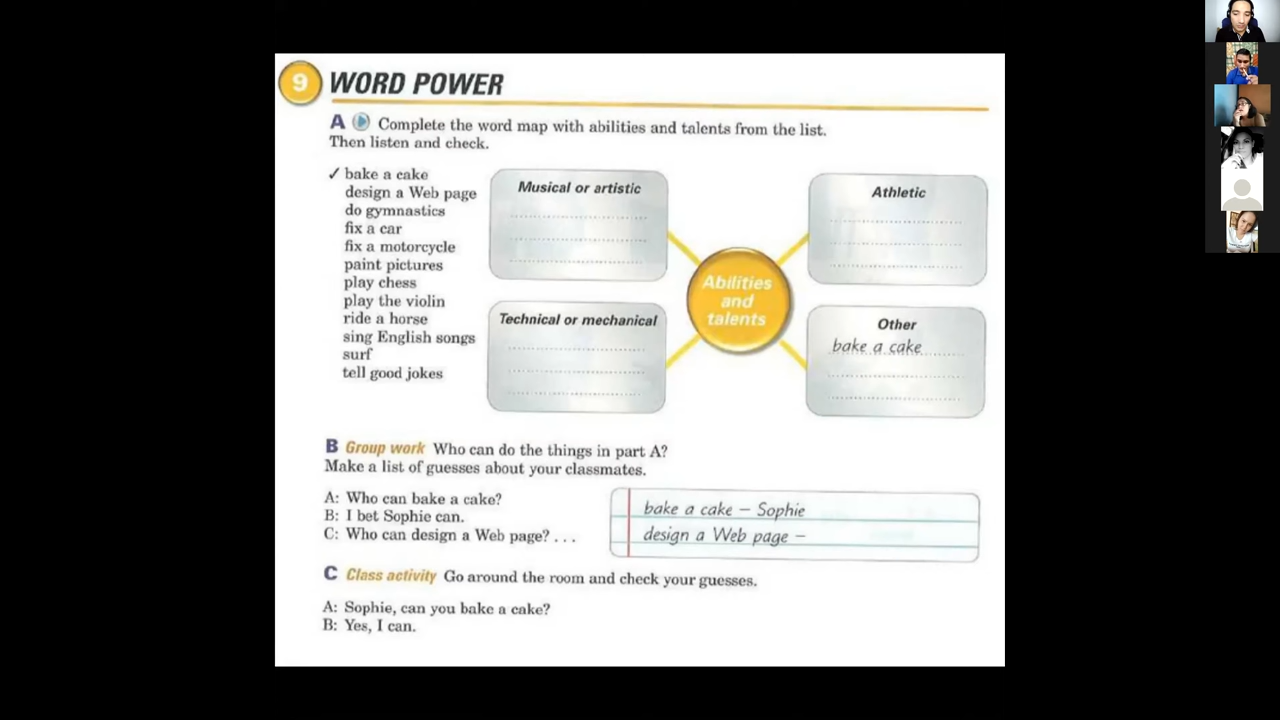 9 WORD POWER
A Complete the word map with abilities and talents from the list.
Then listen and check.
✓ bake a cake
design a Web page
do gymnastics
fix a car
fix a motorcycle
paint pictures
play chess
play the violin
ride a horse
sing English songs
surf
tell good jokes
Musical or artistic
Athletic
Abilities
and
talents
Technical or mechanical
Other
bake a cake
B Group work Who can do the things in part A?
Make a list of guesses about your classmates.
A: Who can bake a cake?
B: I bet Sophie can.
C: Who can design a Web page? . . .
bake a cake – Sophie
design a Web page –
C Class activity Go around the room and check your guesses.
A: Sophie, can you bake a cake?
B: Yes, I can.